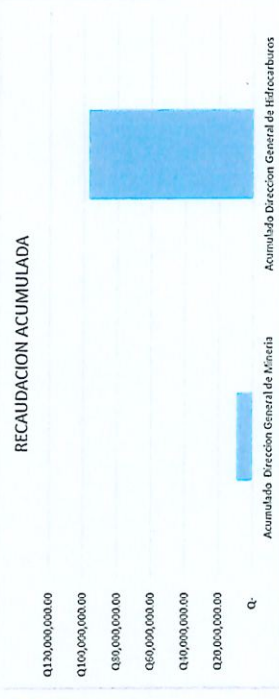 RECAUDACION ACUMULADA
Q120,000,000.00
Q100,000,000.00
Q80,000,000.00
Q60,000,000.00
Q40,000,000.00
Q20,000,000.00
Q-
Acumulado Direccion General de Mineria
Acumulado Direccion General de Hidrocarburos